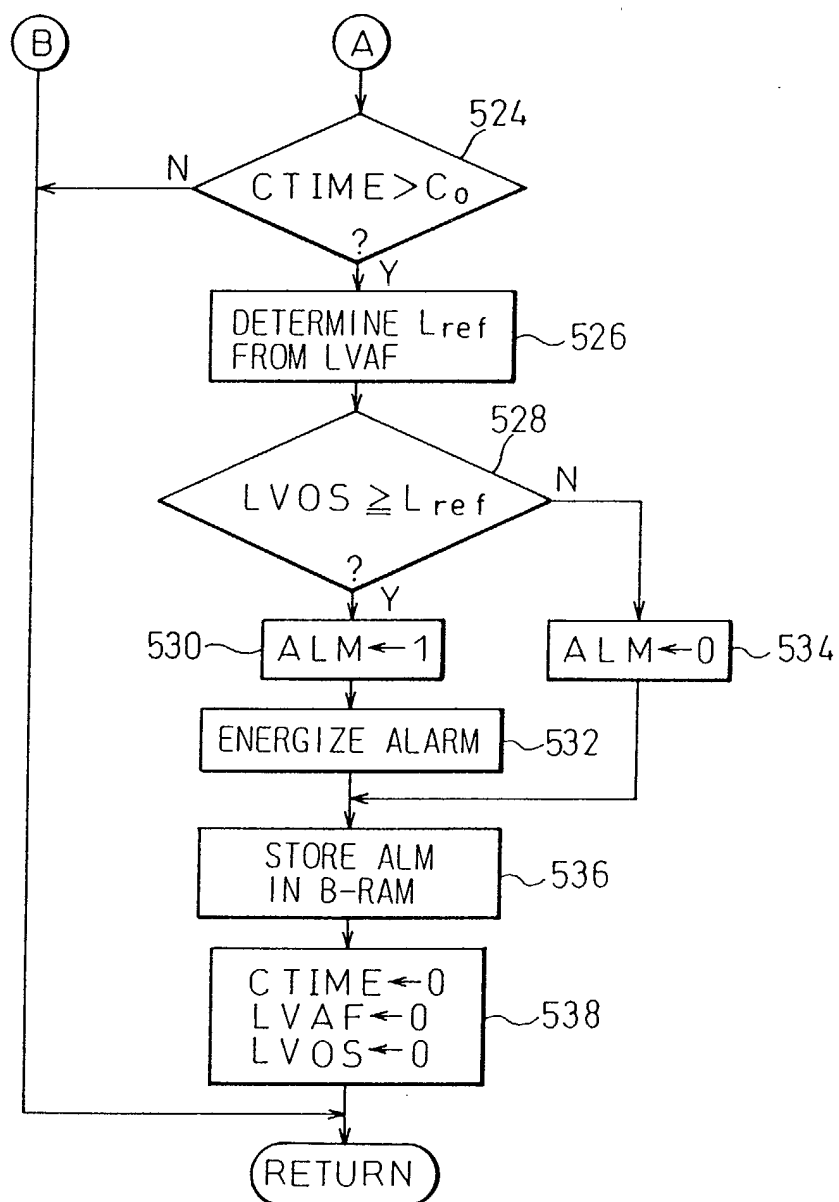 B
A
524
N
CTIME>C0
?
Y
DETERMINE Lref
FROM LVAF
526
528
N
LVOS≧Lref
?
Y
530
ALM←1
ALM←0
534
ENERGIZE ALARM
532
STORE ALM
IN B-RAM
536
CTIME←0
LVAF←0
LVOS←0
538
RETURN